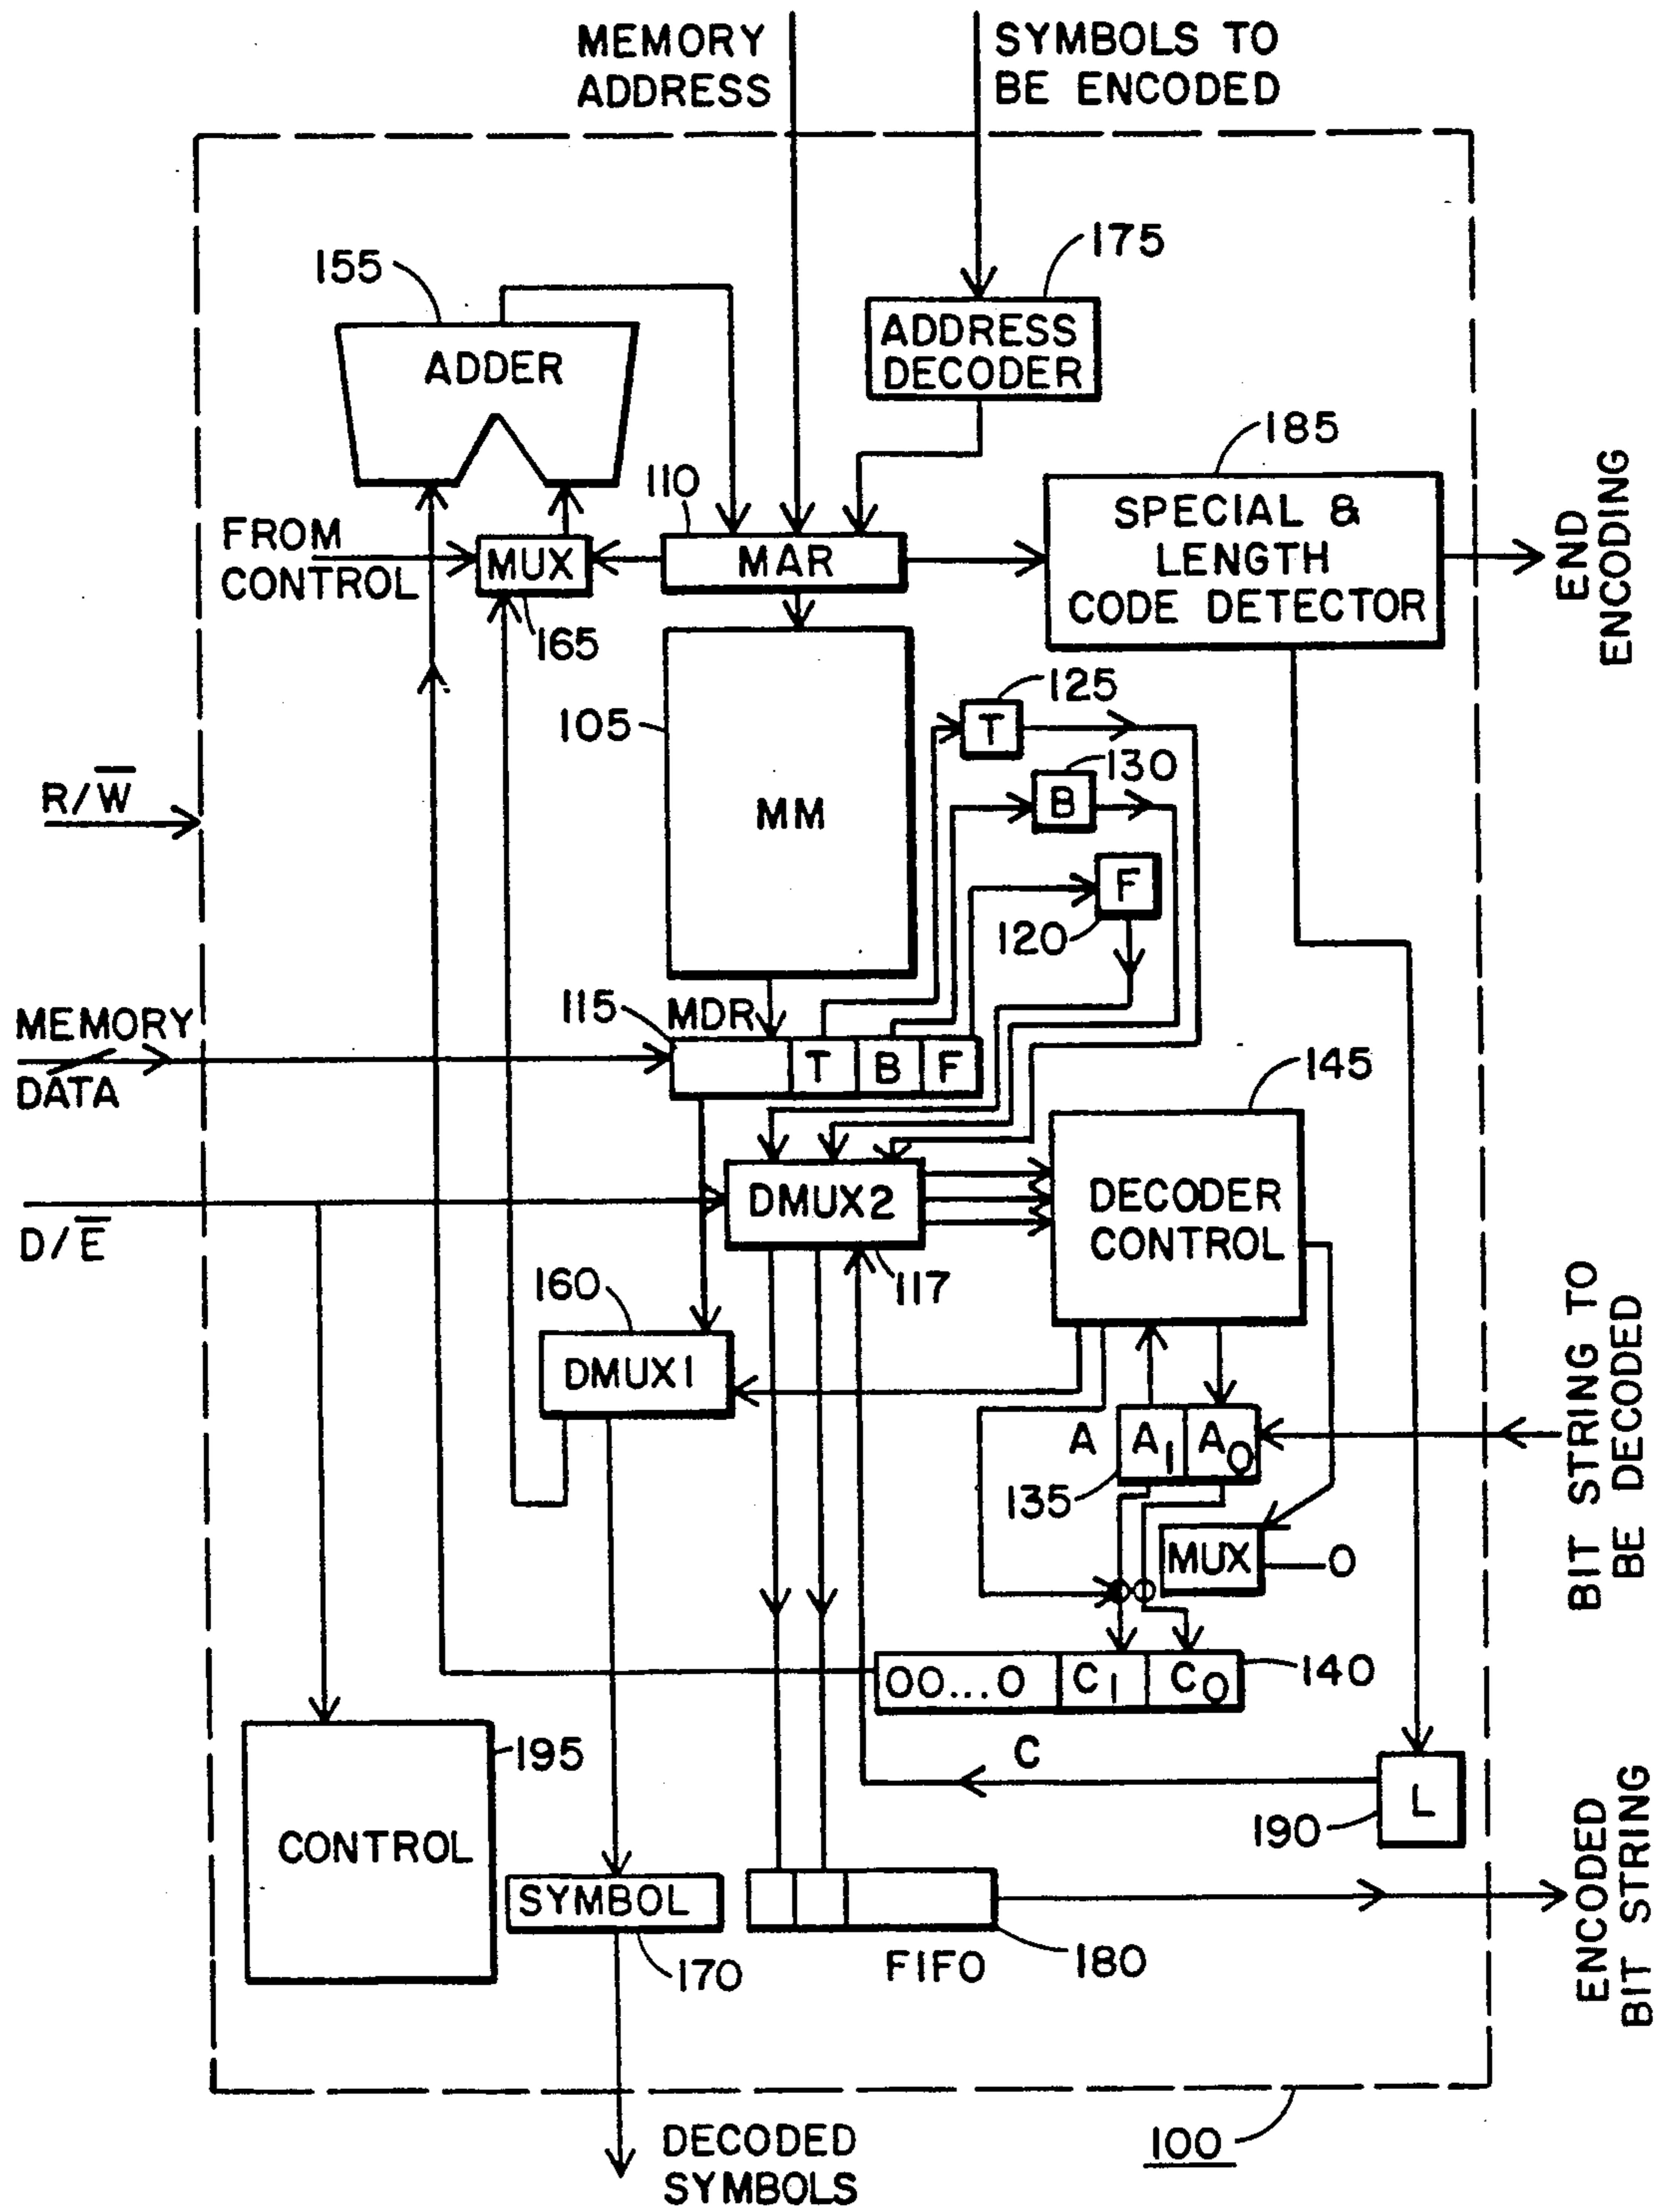 MEMORY
ADDRESS
SYMBOLS TO
BE ENCODED
155
175
ADDER
ADDRESS
DECODER
185
110
SPECIAL &
LENGTH
CODE DETECTOR
END
ENCODING
FROM
CONTROL
MUX
MAR
165
125
105
T
130
R/W̅
MM
B
F
120
115
MDR
MEMORY
DATA
T B F
145
D/E̅
DMUX2
DECODER
CONTROL
117
160
DMUX1
BIT STRING TO
BE DECODED
A
A1 A0
135
MUX
0
00...0 C1 C0
140
C
195
CONTROL
L
190
SYMBOL
170
FIFO
180
ENCODED
BIT STRING
DECODED
SYMBOLS
100